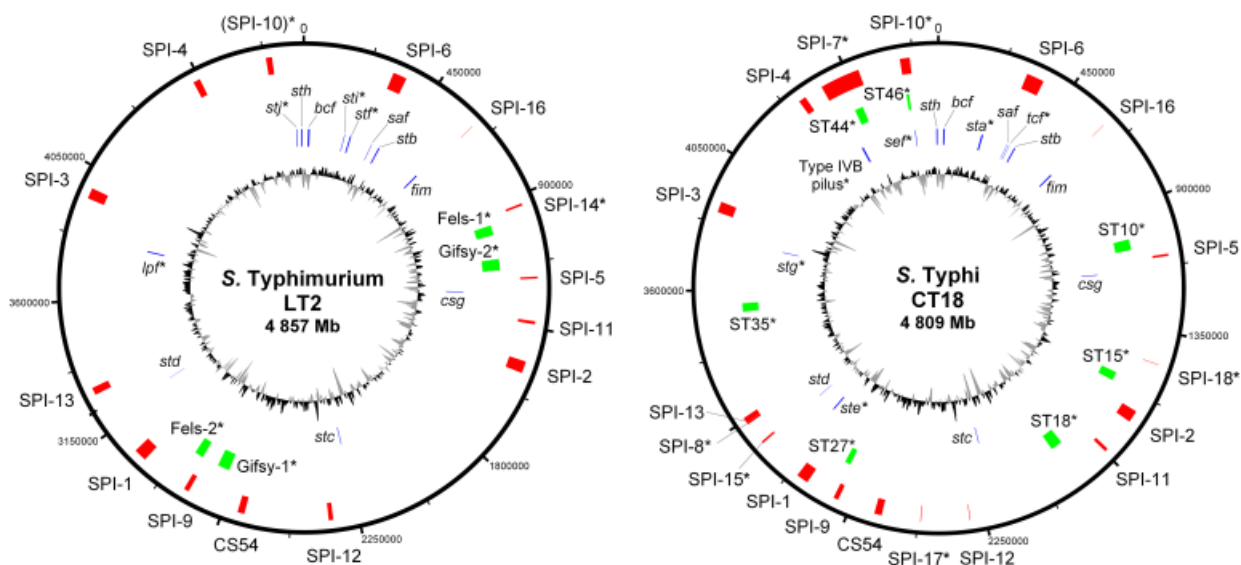 (SPI-10)*
0
SPI-4
SPI-6
450000
SPI-16
stj*
sth
bcf
sti*
stf*
saf
stb
fim
4050000
SPI-3
900000
SPI-14*
Fels-1*
Gifsy-2*
SPI-5
csg
lpf*
S. Typhimurium
LT2
4 857 Mb
3600000
SPI-11
SPI-2
std
SPI-13
3150000
Fels-2*
Gifsy-1*
stc
1800000
SPI-1
SPI-9
CS54
SPI-12
2250000
SPI-10*
0
SPI-7*
SPI-4
SPI-6
450000
SPI-16
ST46*
ST44*
sef*
sth
bcf
sta*
saf
tcf*
stb
fim
Type IVB
pilus*
4050000
SPI-3
900000
ST10*
SPI-5
csg
stg*
S. Typhi
CT18
4 809 Mb
3600000
ST35*
1350000
ST15*
SPI-18*
SPI-2
ST18*
SPI-11
std
ste*
stc
SPI-13
SPI-8*
ST27*
SPI-15*
SPI-1
SPI-9
CS54
SPI-17*
SPI-12
2250000